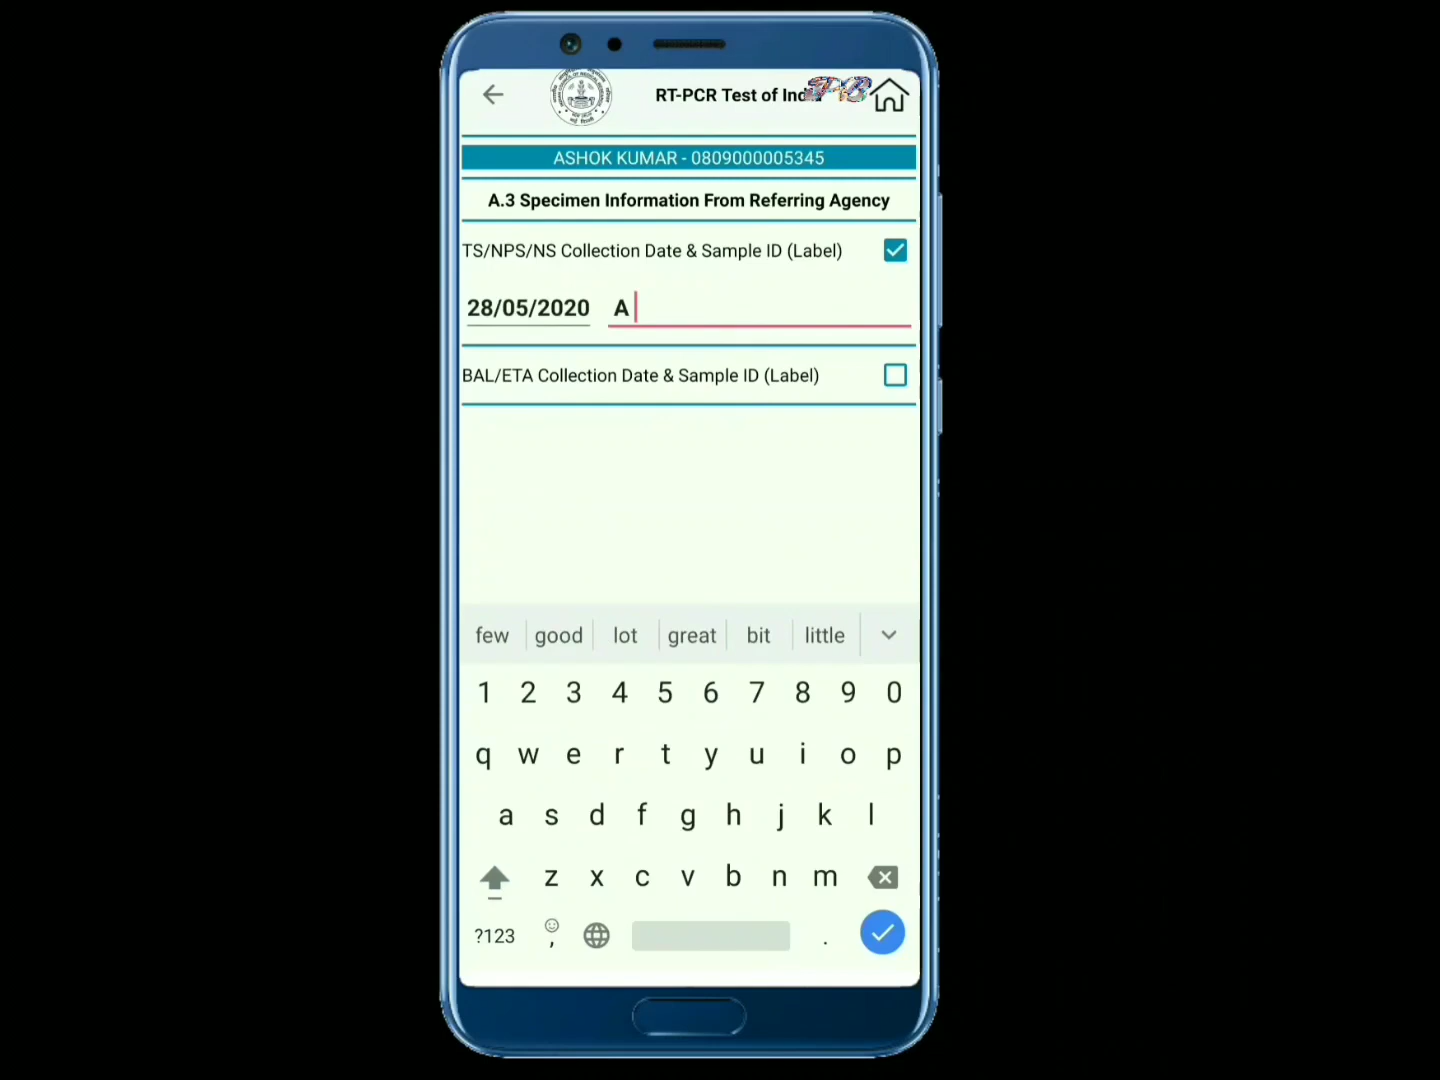 RT-PCR Test of Ind
ASHOK KUMAR - 0809000005345
A.3 Specimen Information From Referring Agency
TS/NPS/NS Collection Date & Sample ID (Label)
28/05/2020 A
BAL/ETA Collection Date & Sample ID (Label)
few good lot great bit little
1 2 3 4 5 6 7 8 9 0
q w e r t y u i o p
a s d f g h j k l
z x c v b n m
?123 , .